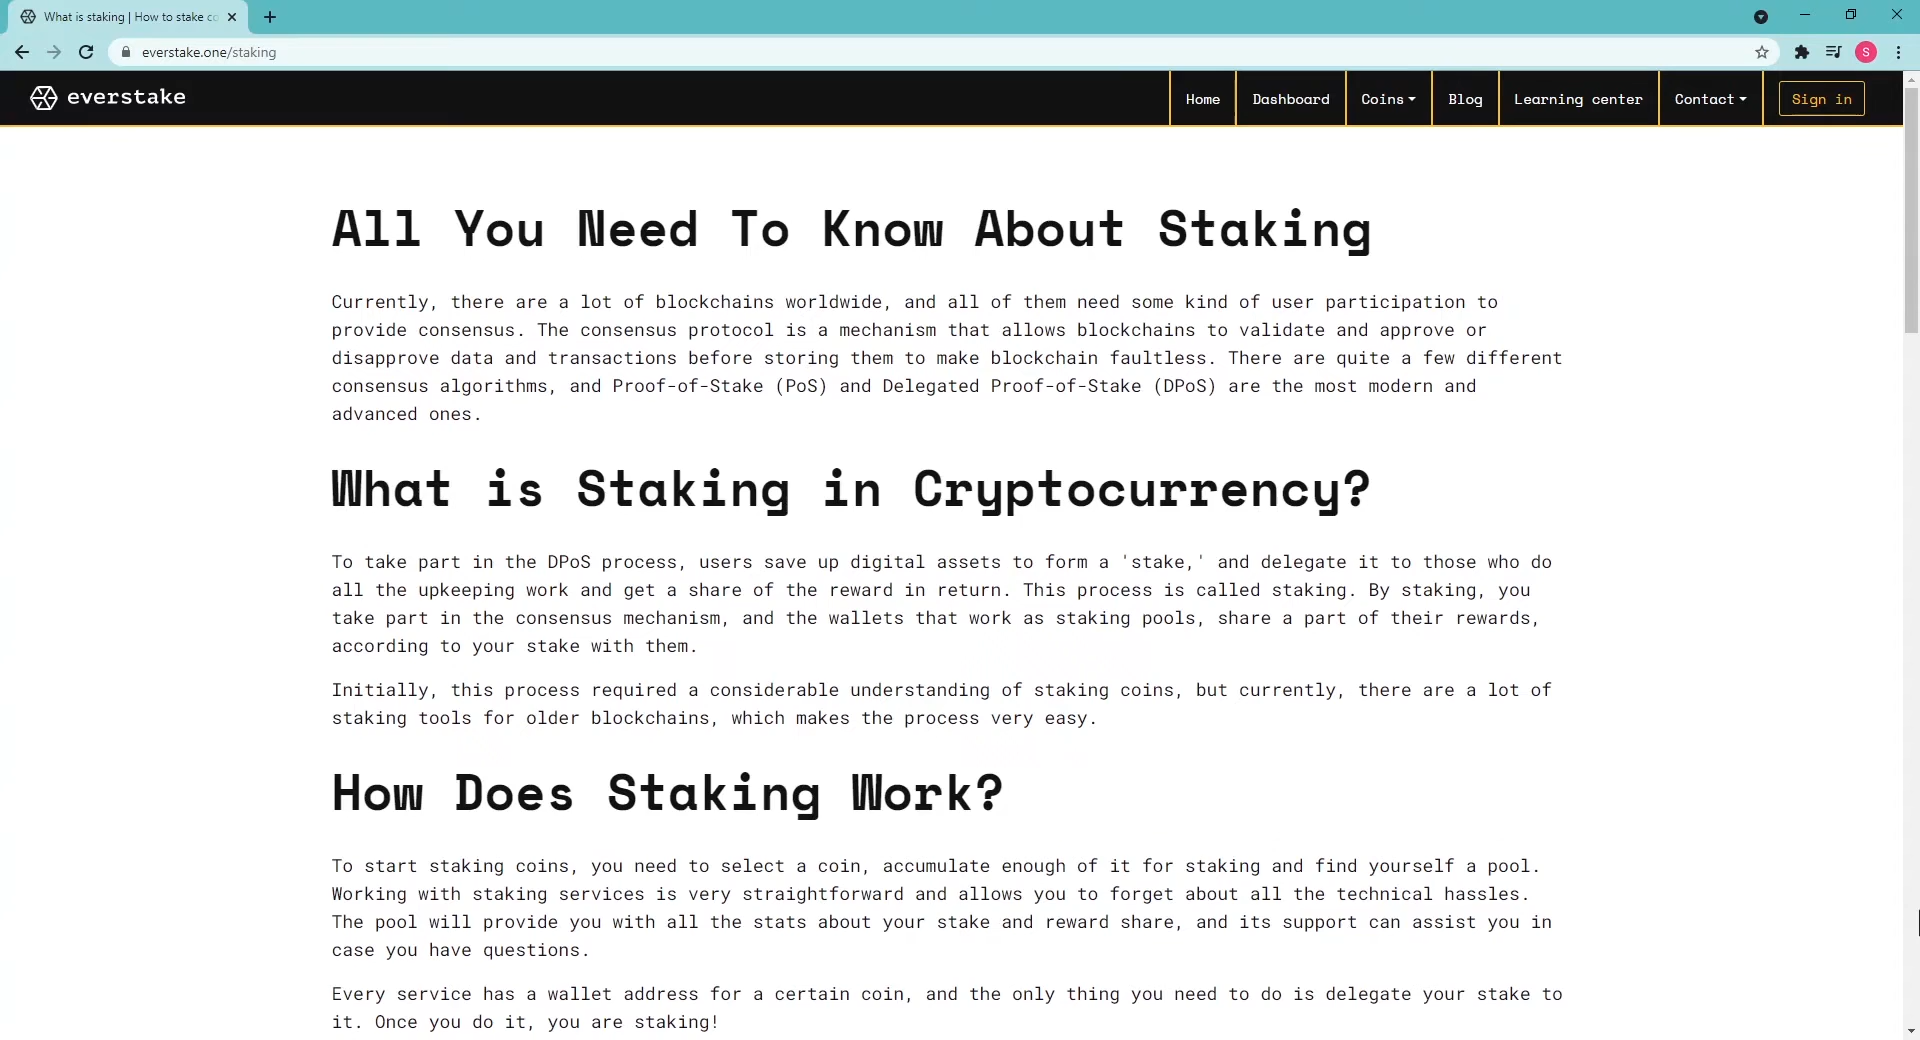 What is staking | How to stake co
everstake.one/staking
S
everstake
Home
Dashboard
Coins
Blog
Learning center
Contact
Sign in
All You Need To Know About Staking
Currently, there are a lot of blockchains worldwide, and all of them need some kind of user participation to
provide consensus. The consensus protocol is a mechanism that allows blockchains to validate and approve or
disapprove data and transactions before storing them to make blockchain faultless. There are quite a few different
consensus algorithms, and Proof-of-Stake (PoS) and Delegated Proof-of-Stake (DPoS) are the most modern and
advanced ones.
What is Staking in Cryptocurrency?
To take part in the DPoS process, users save up digital assets to form a 'stake,' and delegate it to those who do
all the upkeeping work and get a share of the reward in return. This process is called staking. By staking, you
take part in the consensus mechanism, and the wallets that work as staking pools, share a part of their rewards,
according to your stake with them.
Initially, this process required a considerable understanding of staking coins, but currently, there are a lot of
staking tools for older blockchains, which makes the process very easy.
How Does Staking Work?
To start staking coins, you need to select a coin, accumulate enough of it for staking and find yourself a pool.
Working with staking services is very straightforward and allows you to forget about all the technical hassles.
The pool will provide you with all the stats about your stake and reward share, and its support can assist you in
case you have questions.
Every service has a wallet address for a certain coin, and the only thing you need to do is delegate your stake to
it. Once you do it, you are staking!